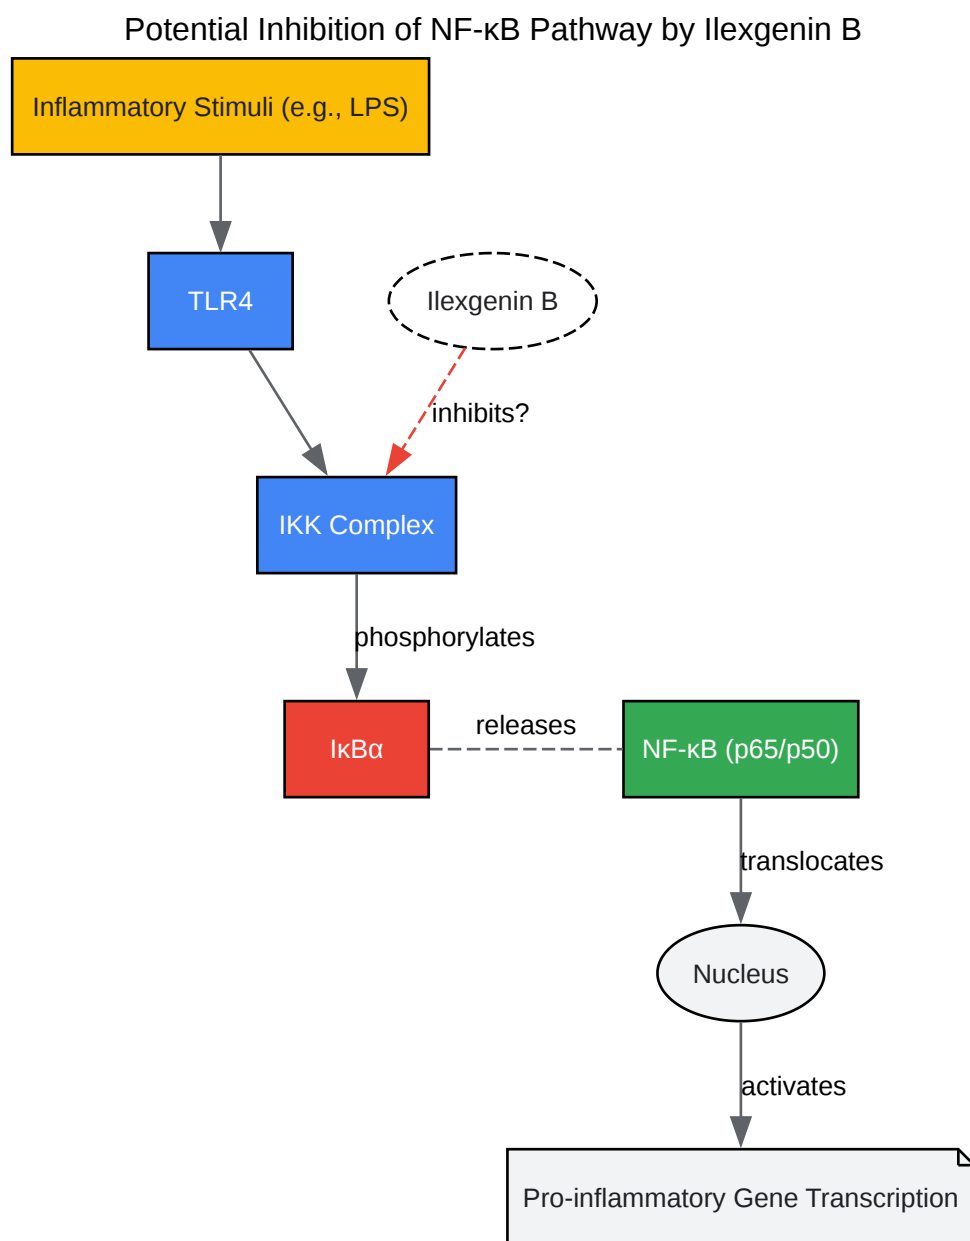 Potential Inhibition of NF-κB Pathway by Ilexgenin B
Inflammatory Stimuli (e.g., LPS)
TLR4
Ilexgenin B
inhibits?
IKK Complex
phosphorylates
IκBα
releases
NF-κB (p65/p50)
translocates
Nucleus
activates
Pro-inflammatory Gene Transcription